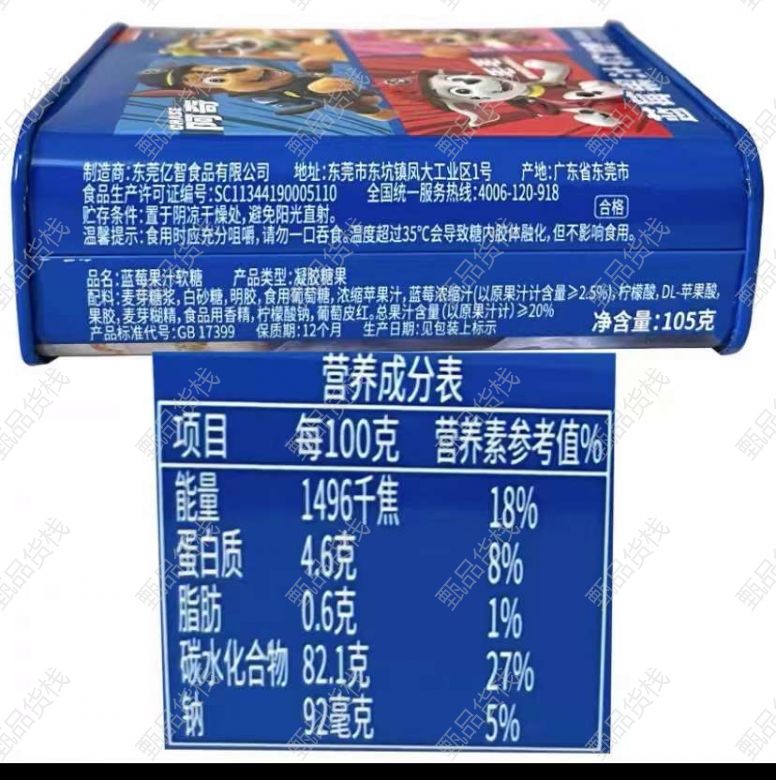 CHASE 阿奇
毛毛
蓝莓果汁软糖
制造商:东莞亿智食品有限公司 地址:东莞市东坑镇凤大工业区1号 产地:广东省东莞市
食品生产许可证编号:SC11344190005110 全国统一服务热线:4006-120-918
贮存条件:置于阴凉干燥处,避免阳光直射。
合格
温馨提示:食用时应充分咀嚼,请勿一口吞食。温度超过35℃会导致糖内胶体融化,但不影响食用。
品名:蓝莓果汁软糖 产品类型:凝胶糖果
配料:麦芽糖浆,白砂糖,明胶,食用葡萄糖,浓缩苹果汁,蓝莓浓缩汁(以原果汁计含量≥2.5%),柠檬酸,DL-苹果酸,
果胶,麦芽糊精,食品用香精,柠檬酸钠,葡萄皮红。总果汁含量(以原果汁计)≥20%
产品标准代号:GB 17399 保质期:12个月 生产日期:见包装上标示
净含量:105克
营养成分表
项目 每100克 营养素参考值%
能量 1496千焦 18%
蛋白质 4.6克 8%
脂肪 0.6克 1%
碳水化合物 82.1克 27%
钠 92毫克 5%
甄品货栈